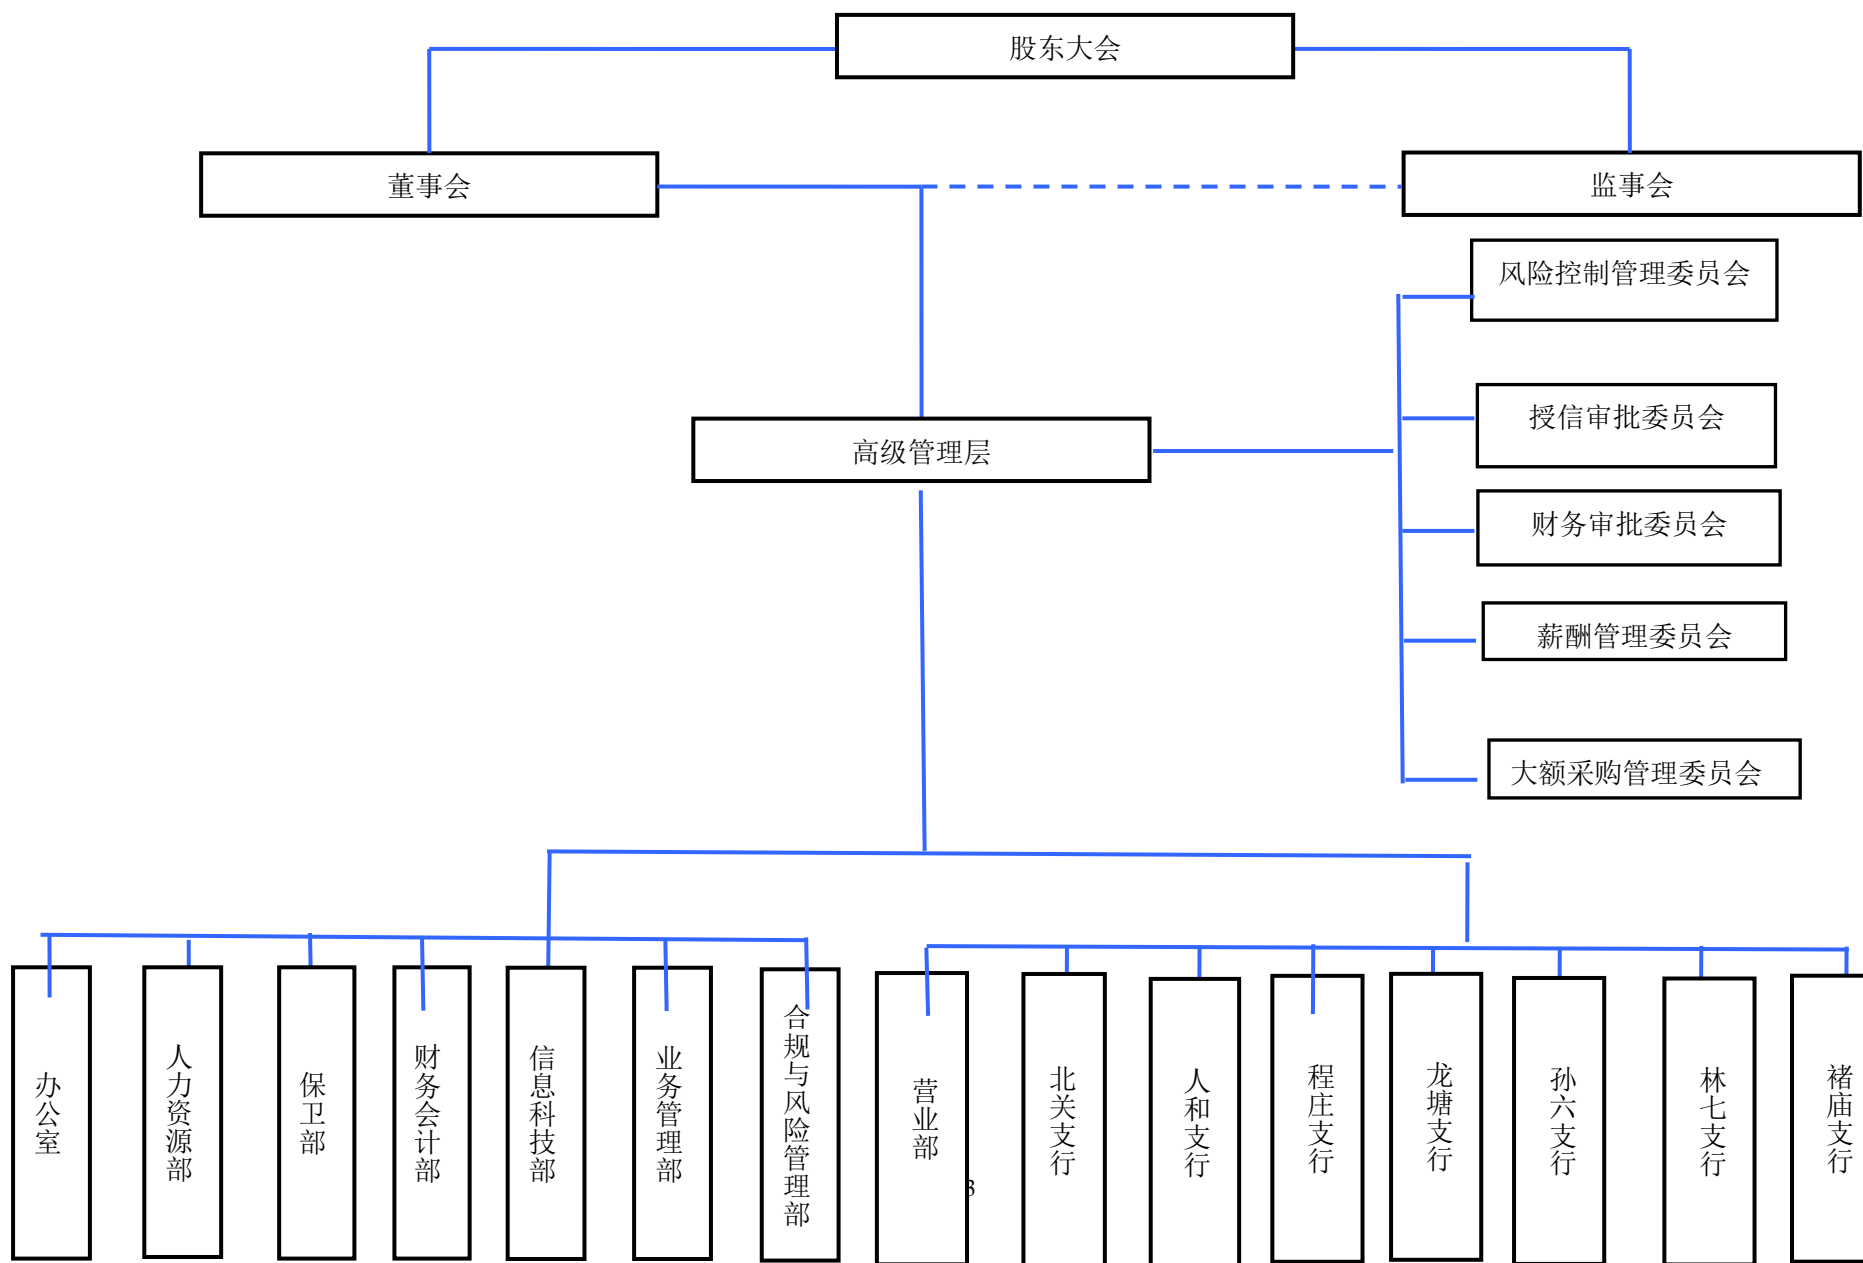 股东大会
董事会
监事会
风险控制管理委员会
授信审批委员会
高级管理层
财务审批委员会
薪酬管理委员会
大额采购管理委员会
办公室
人力资源部
保卫部
财务会计部
信息科技部
业务管理部
合规与风险管理部
营业部
北关支行
人和支行
程庄支行
龙塘支行
孙六支行
林七支行
褚庙支行